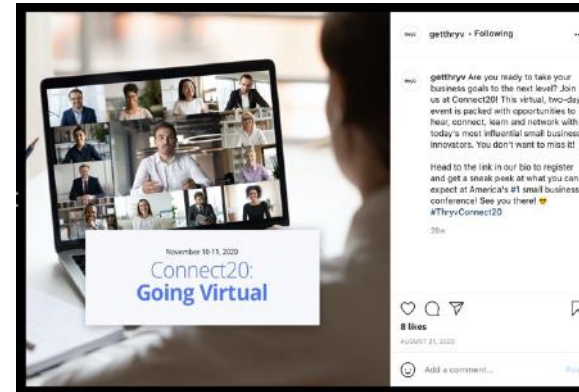 November 10-11, 2020
Connect20:
Going Virtual
getthryv • Following
getthryv Are you ready to take your
business goals to the next level? Join
us at Connect20! This virtual, two-day
event is packed with opportunities to
hear, connect, learn and network with
today's most influential small business
innovators. You don't want to miss it!
Head to the link in our bio to register
and get a sneak peek at what you can
expect at America's #1 small business
conference! See you there! 🤓
#ThryvConnect20
20w
8 likes
AUGUST 21, 2020
Add a comment...